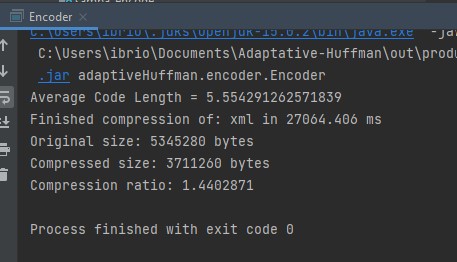 Encoder
C:\Users\ibrio\.jdks\openjdk-15.0.2\bin\java.exe -ja
C:\Users\ibrio\Documents\Adaptative-Huffman\out\produ
.jar adaptiveHuffman.encoder.Encoder
Average Code Length = 5.554291262571839
Finished compression of: xml in 27064.406 ms
Original size: 5345280 bytes
Compressed size: 3711260 bytes
Compression ratio: 1.4402871
Process finished with exit code 0